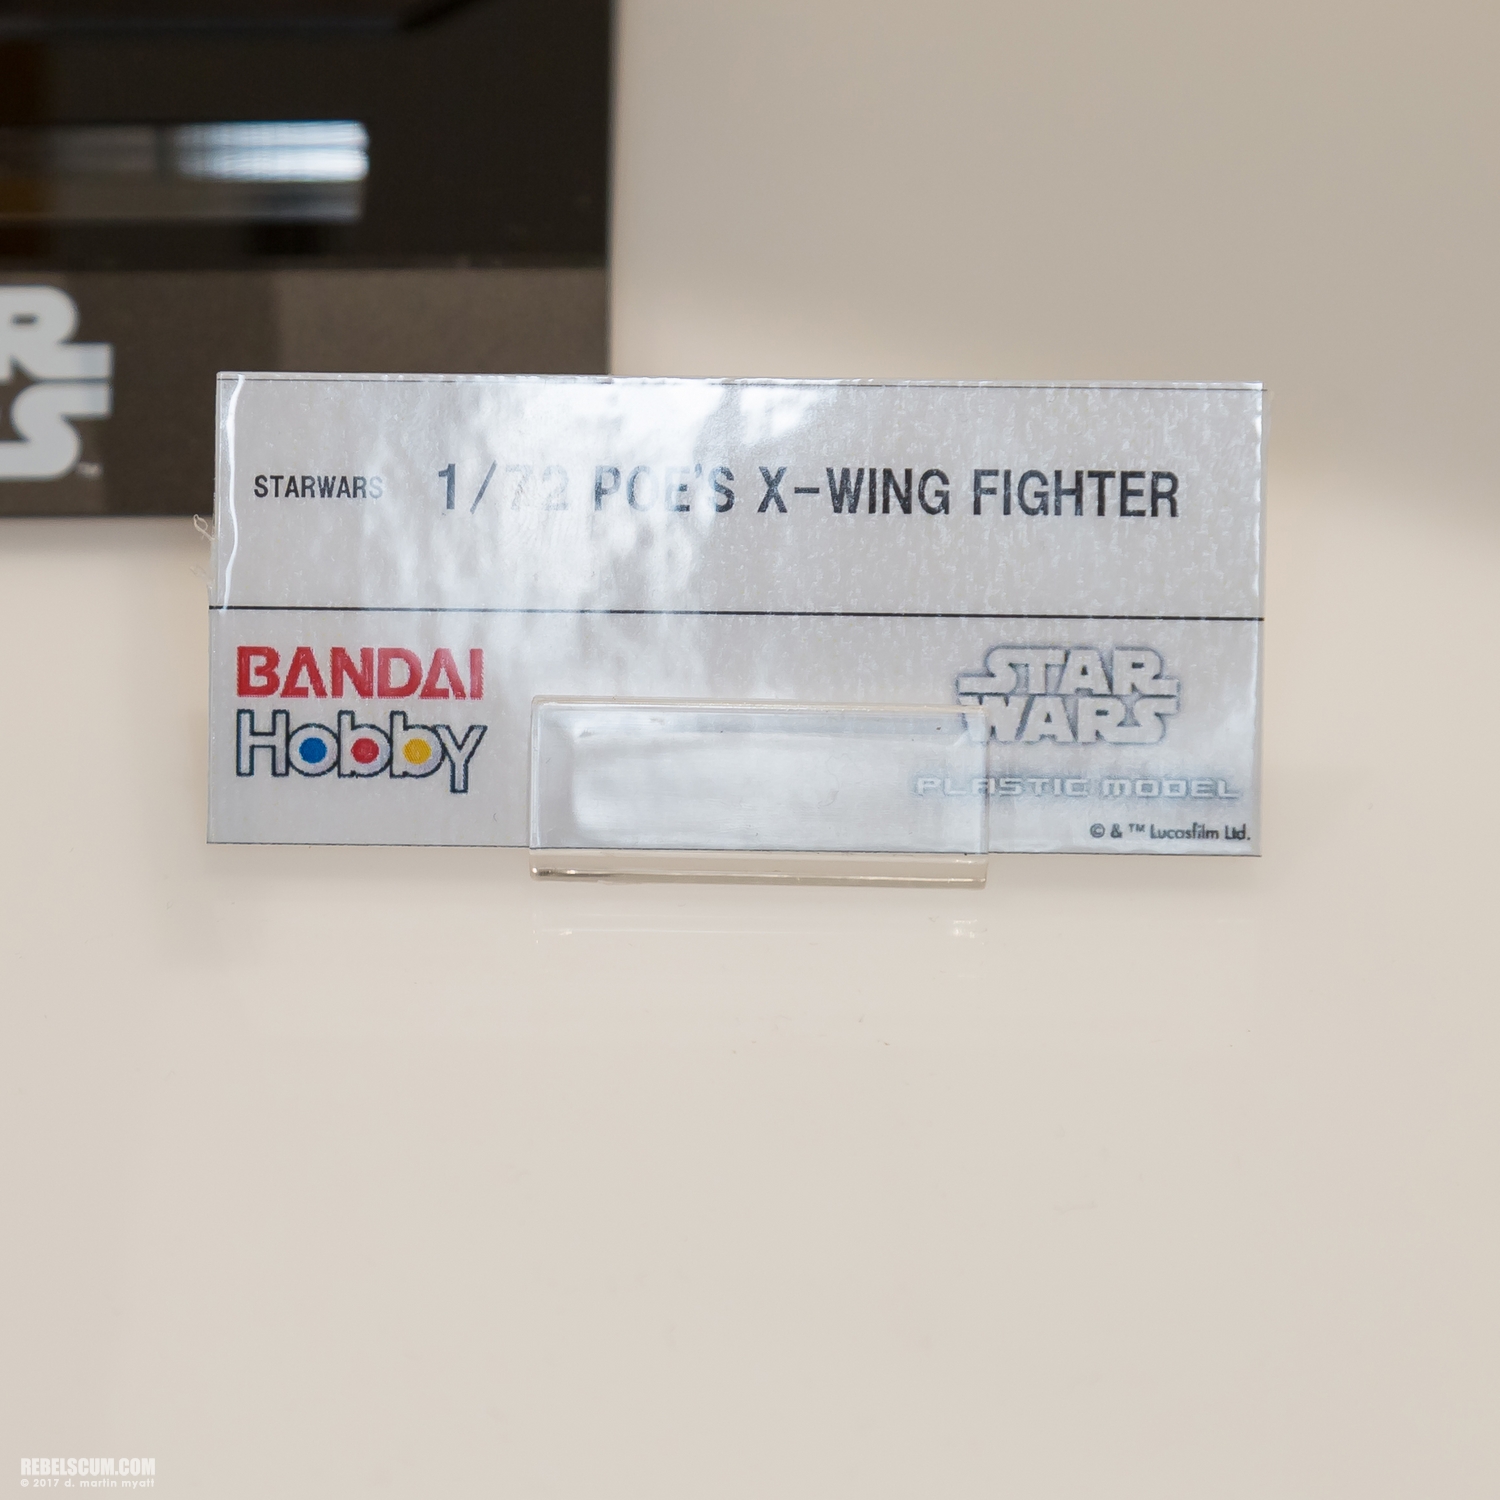 R
S™
STARWARS 1/72 POE'S X-WING FIGHTER
BANDAI
Hobby
STAR
WARS
PLASTIC MODEL
© & ™ Lucasfilm Ltd.
REBELSCUM.COM
© 2017 d. martin myatt